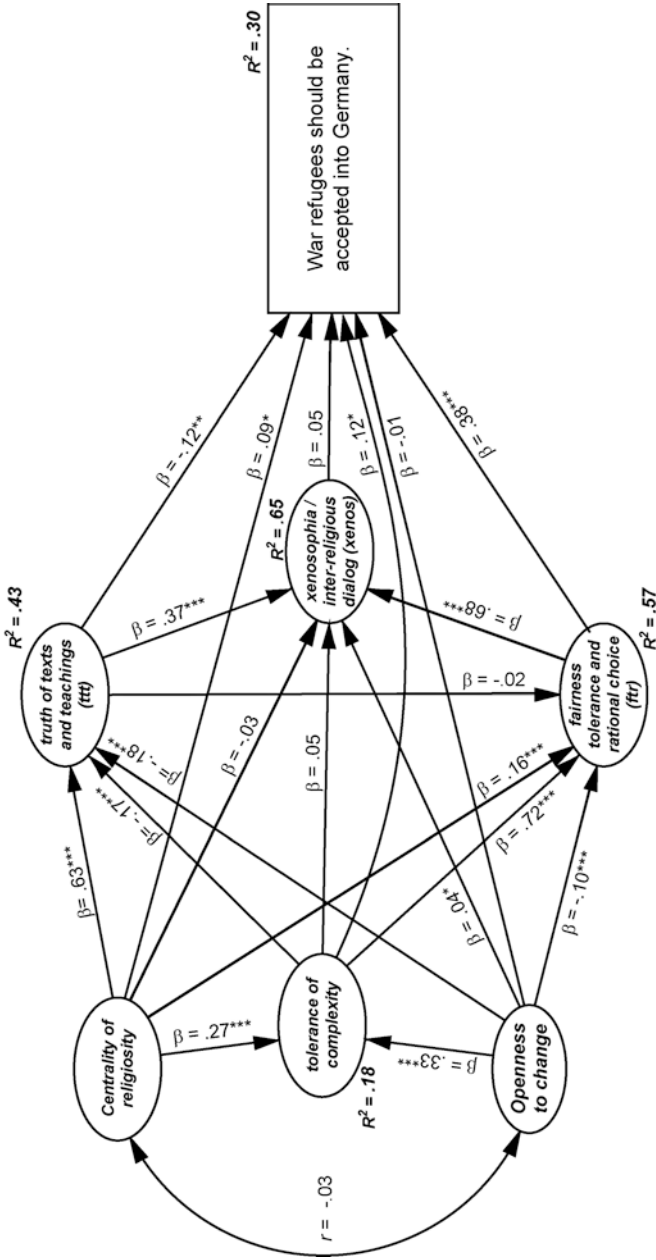 R² = .30
War refugees should be
accepted into Germany.
R² = .43
truth of texts
and teachings
(ttt)
β = -.12**
β = .09*
R² = .65
xenosophia /
inter-religious
dialog (xenos)
β = .05
β = .12*
β = -.01
β = .38***
β = .37***
β = .68***
β = -.02
R² = .57
fairness
tolerance and
rational choice
(ftr)
β= .63***
β=-.17***
β=-.18***
β = -.03
β = .05
β = .04*
β = .16***
β = .72***
β = -.10***
Centrality of
religiosity
β = .27***
tolerance of
complexity
R² = .18
β = .33***
Openness
to change
r = -.03